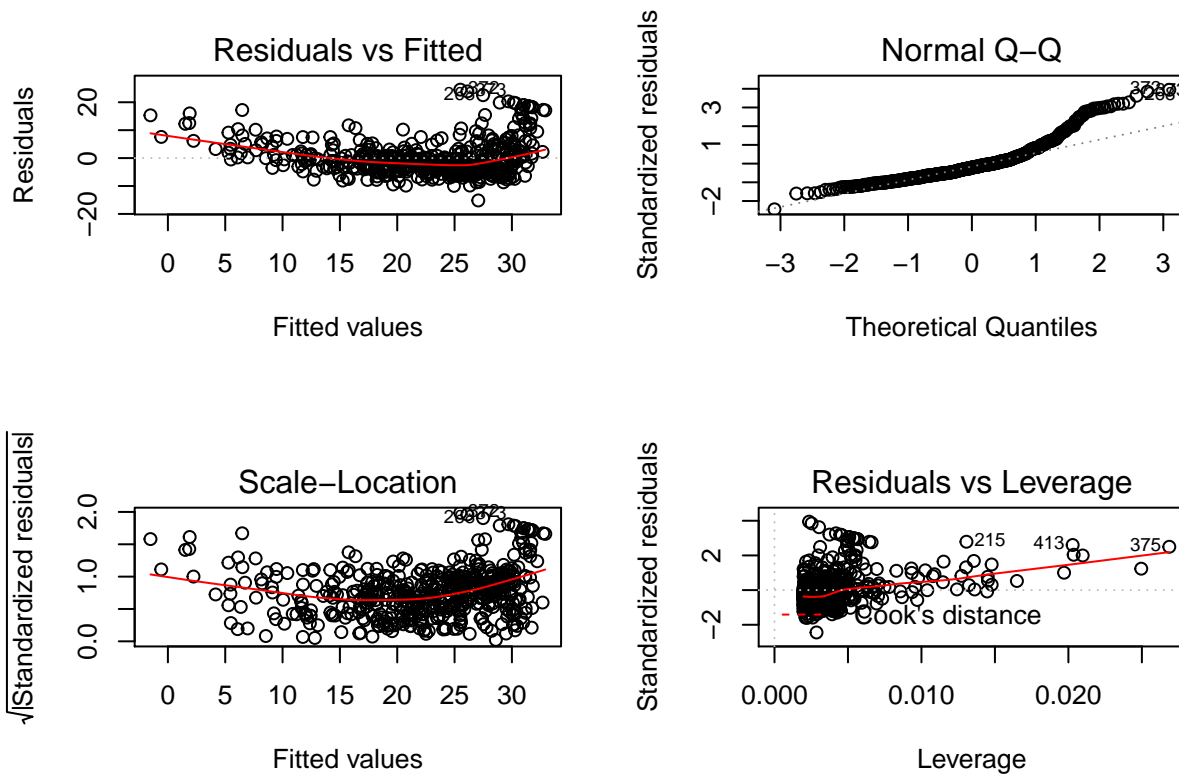 Residuals vs Fitted
Residuals
−20 0 20
0 5 10 15 20 25 30
Fitted values
Normal Q−Q
Standardized residuals
−2 1 3
−3 −2 −1 0 1 2 3
Theoretical Quantiles
Scale−Location
√|Standardized residuals|
0.0 1.0 2.0
0 5 10 15 20 25 30
Fitted values
Residuals vs Leverage
Standardized residuals
−2 2
215
413
375
Cook's distance
0.000 0.010 0.020
Leverage